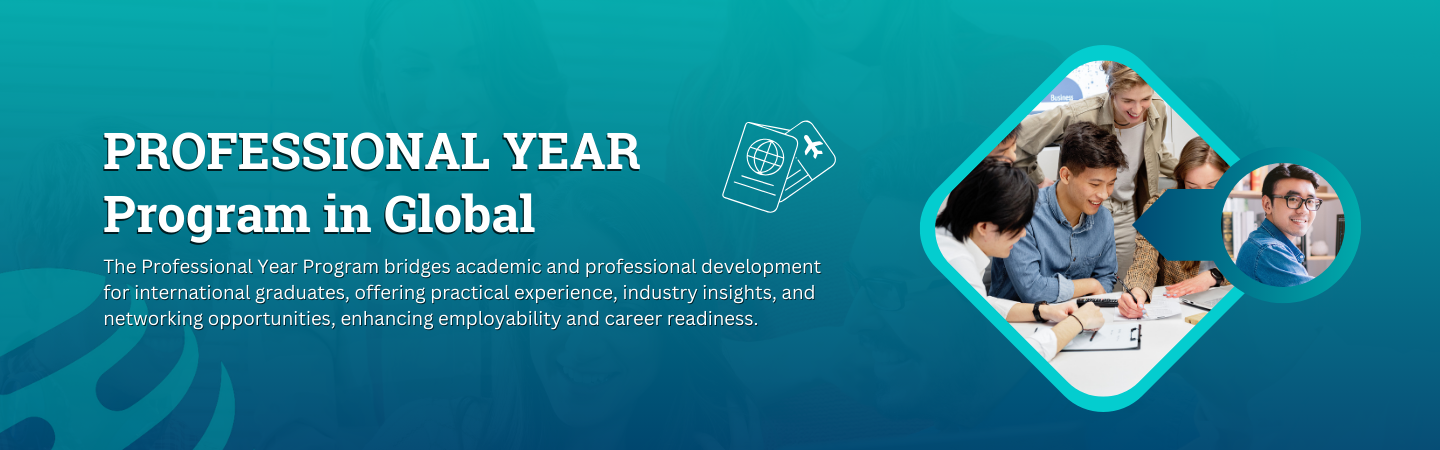 PROFESSIONAL YEAR
Program in Global
The Professional Year Program bridges academic and professional development
for international graduates, offering practical experience, industry insights, and
networking opportunities, enhancing employability and career readiness.
Business